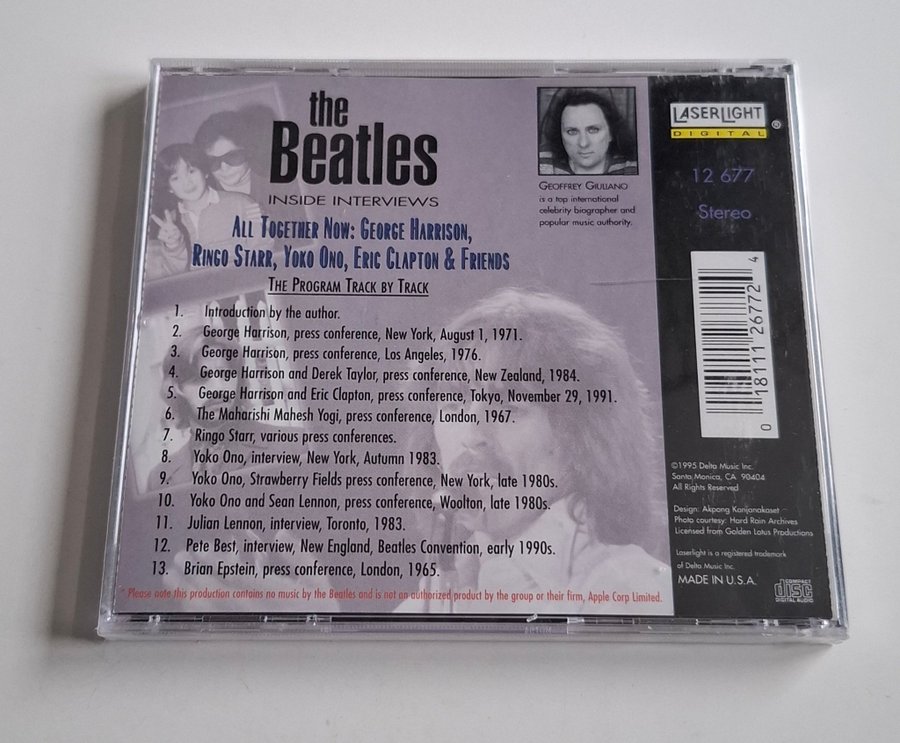 the
Beatles
INSIDE INTERVIEWS
ALL TOGETHER NOW: GEORGE HARRISON,
RINGO STARR, YOKO ONO, ERIC CLAPTON & FRIENDS
THE PROGRAM TRACK BY TRACK
1. Introduction by the author.
2. George Harrison, press conference, New York, August 1, 1971.
3. George Harrison, press conference, Los Angeles, 1976.
4. George Harrison and Derek Taylor, press conference, New Zealand, 1984.
5. George Harrison and Eric Clapton, press conference, Tokyo, November 29, 1991.
6. The Maharishi Mahesh Yogi, press conference, London, 1967.
7. Ringo Starr, various press conferences.
8. Yoko Ono, interview, New York, Autumn 1983.
9. Yoko Ono, Strawberry Fields press conference, New York, late 1980s.
10. Yoko Ono and Sean Lennon, press conference, Woolton, late 1980s.
11. Julian Lennon, interview, Toronto, 1983.
12. Pete Best, interview, New England, Beatles Convention, early 1990s.
13. Brian Epstein, press conference, London, 1965.
* Please note this production contains no music by the Beatles and is not an authorized product by the group or their firm, Apple Corp Limited.
GEOFFREY GIULIANO
is a top international
celebrity biographer and
popular music authority.
LASERLIGHT ®
DIGITAL
12 677
Stereo
0 18111 26772 4
©1995 Delta Music Inc.
Santa Monica, CA 90404
All Rights Reserved
Design: Akpong Kanjanakaset
Photo courtesy: Hard Rain Archives
Licensed from Golden Lotus Productions
Laserlight is a registered trademark
of Delta Music Inc.
MADE IN U.S.A.
COMPACT
disc
DIGITAL AUDIO